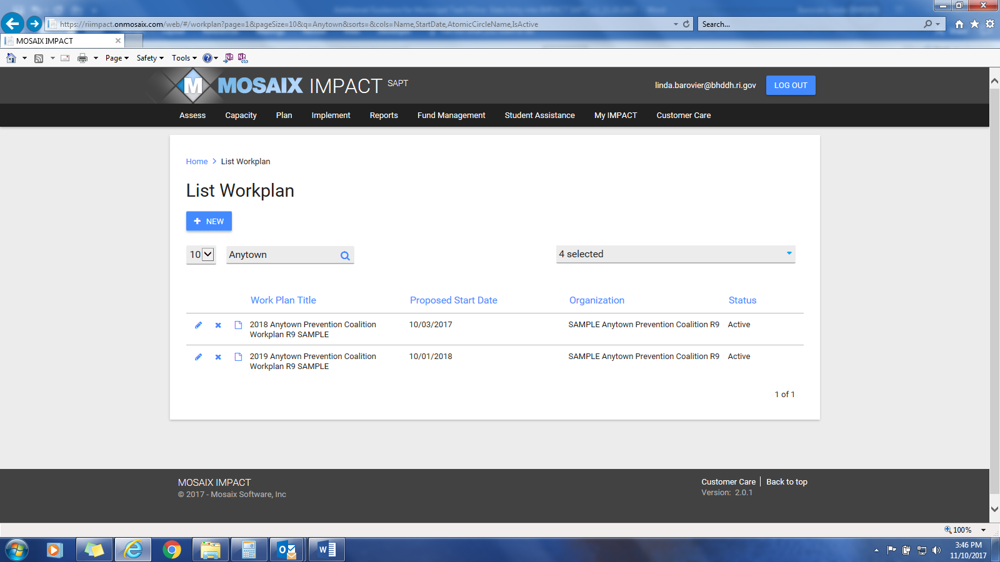 https://riimpact.onmosaix.com/web/#/workplan?page=1&pageSize=10&q=Anytown&sorts=&cols=Name,StartDate,AtomicCircleName,IsActive
Search...
MOSAIX IMPACT
Page
Safety
Tools
MOSAIX IMPACT SAPT
linda.barovier@bhddh.ri.gov
LOG OUT
Assess
Capacity
Plan
Implement
Reports
Fund Management
Student Assistance
My IMPACT
Customer Care
Home > List Workplan
List Workplan
+ NEW
10
Anytown
4 selected
Work Plan Title
Proposed Start Date
Organization
Status
2018 Anytown Prevention Coalition
Workplan R9 SAMPLE
10/03/2017
SAMPLE Anytown Prevention Coalition R9
Active
2019 Anytown Prevention Coalition
Workplan R9 SAMPLE
10/01/2018
SAMPLE Anytown Prevention Coalition R9
Active
1 of 1
MOSAIX IMPACT
© 2017 - Mosaix Software, Inc
Customer Care | Back to top
Version: 2.0.1
100%
3:46 PM
11/10/2017